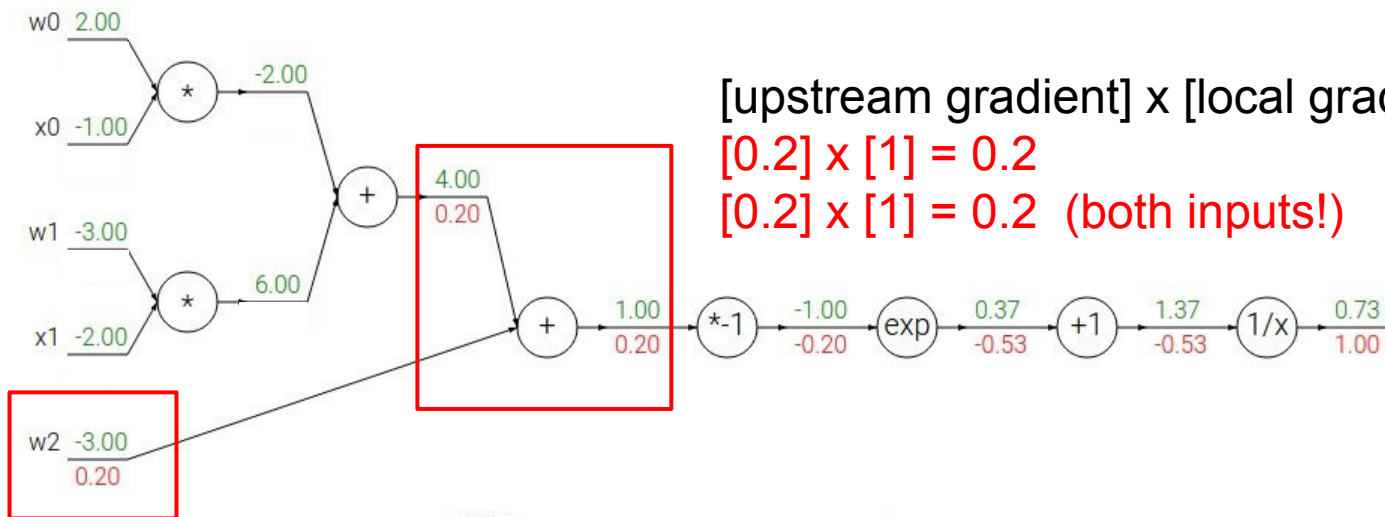 w0 2.00
*
-2.00
x0 -1.00
[upstream gradient] x [local grad
[0.2] x [1] = 0.2
[0.2] x [1] = 0.2 (both inputs!)
+
4.00
0.20
w1 -3.00
*
6.00
x1 -2.00
+
1.00
0.20
*-1
-1.00
-0.20
exp
0.37
-0.53
+1
1.37
-0.53
1/x
0.73
1.00
w2 -3.00
0.20